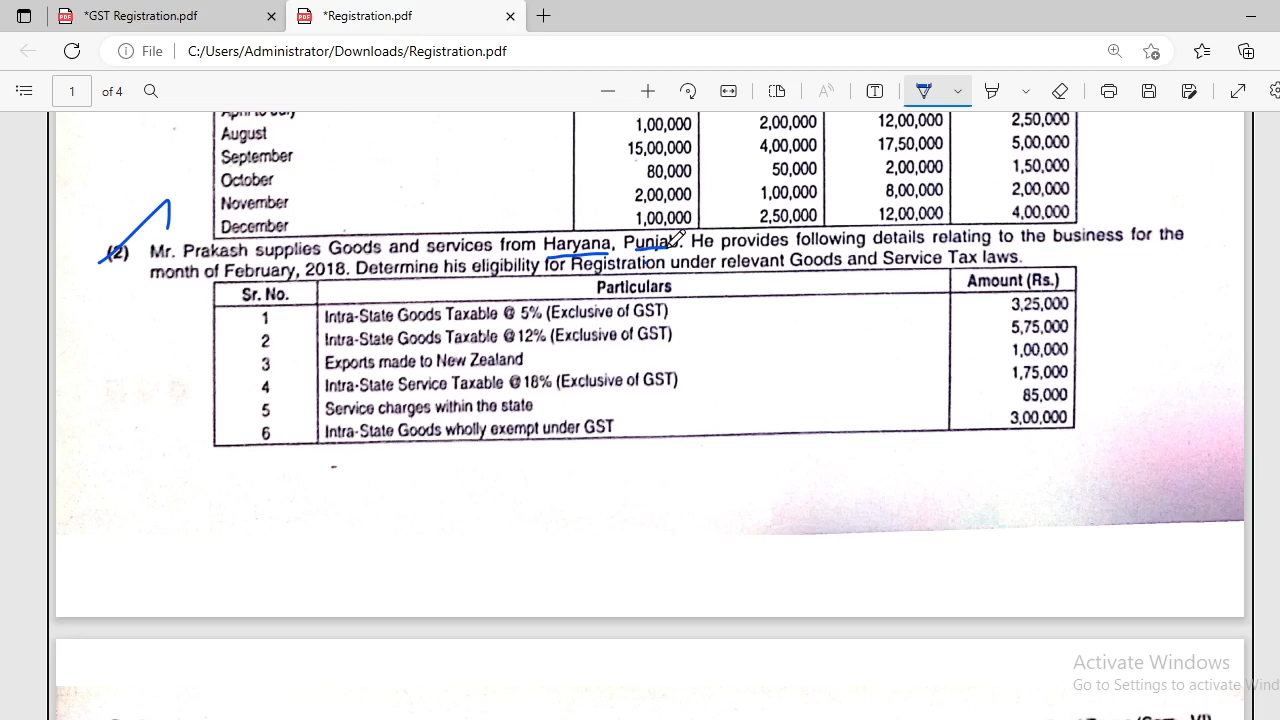 *GST Registration.pdf
*Registration.pdf
File C:/Users/Administrator/Downloads/Registration.pdf
1 of 4
April to July 1,00,000 2,00,000 12,00,000 2,50,000
August 15,00,000 4,00,000 17,50,000 5,00,000
September 80,000 50,000 2,00,000 1,50,000
October 2,00,000 1,00,000 8,00,000 2,00,000
November 1,00,000 2,50,000 12,00,000 4,00,000
December
(2) Mr. Prakash supplies Goods and services from Haryana, Punjab. He provides following details relating to the business for the
month of February, 2018. Determine his eligibility for Registration under relevant Goods and Service Tax laws.
Sr. No. Particulars Amount (Rs.)
1 Intra-State Goods Taxable @ 5% (Exclusive of GST) 3,25,000
2 Intra-State Goods Taxable @ 12% (Exclusive of GST) 5,75,000
3 Exports made to New Zealand 1,00,000
4 Intra-State Service Taxable @ 18% (Exclusive of GST) 1,75,000
5 Service charges within the state 85,000
6 Intra-State Goods wholly exempt under GST 3,00,000
Activate Windows
Go to Settings to activate Wind
VI)